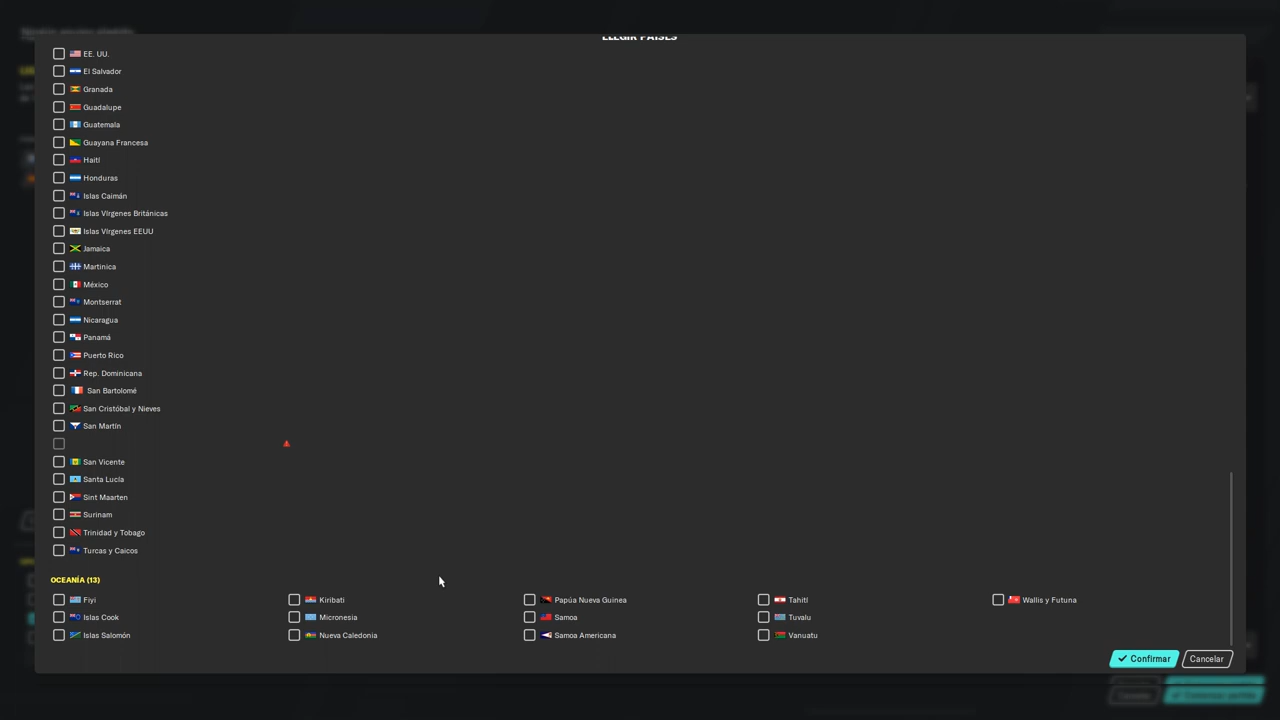 ELEGIR PAÍSES
EE. UU.
El Salvador
Granada
Guadalupe
Guatemala
Guayana Francesa
Haití
Honduras
Islas Caimán
Islas Vírgenes Británicas
Islas Vírgenes EEUU
Jamaica
Martinica
México
Montserrat
Nicaragua
Panamá
Puerto Rico
Rep. Dominicana
San Bartolomé
San Cristóbal y Nieves
San Martín
San Vicente
Santa Lucía
Sint Maarten
Surinam
Trinidad y Tobago
Turcas y Caicos
OCEANÍA (13)
Fiyi Kiribati Papúa Nueva Guinea Tahití Wallis y Futuna
Islas Cook Micronesia Samoa Tuvalu
Islas Salomón Nueva Caledonia Samoa Americana Vanuatu
Confirmar Cancelar